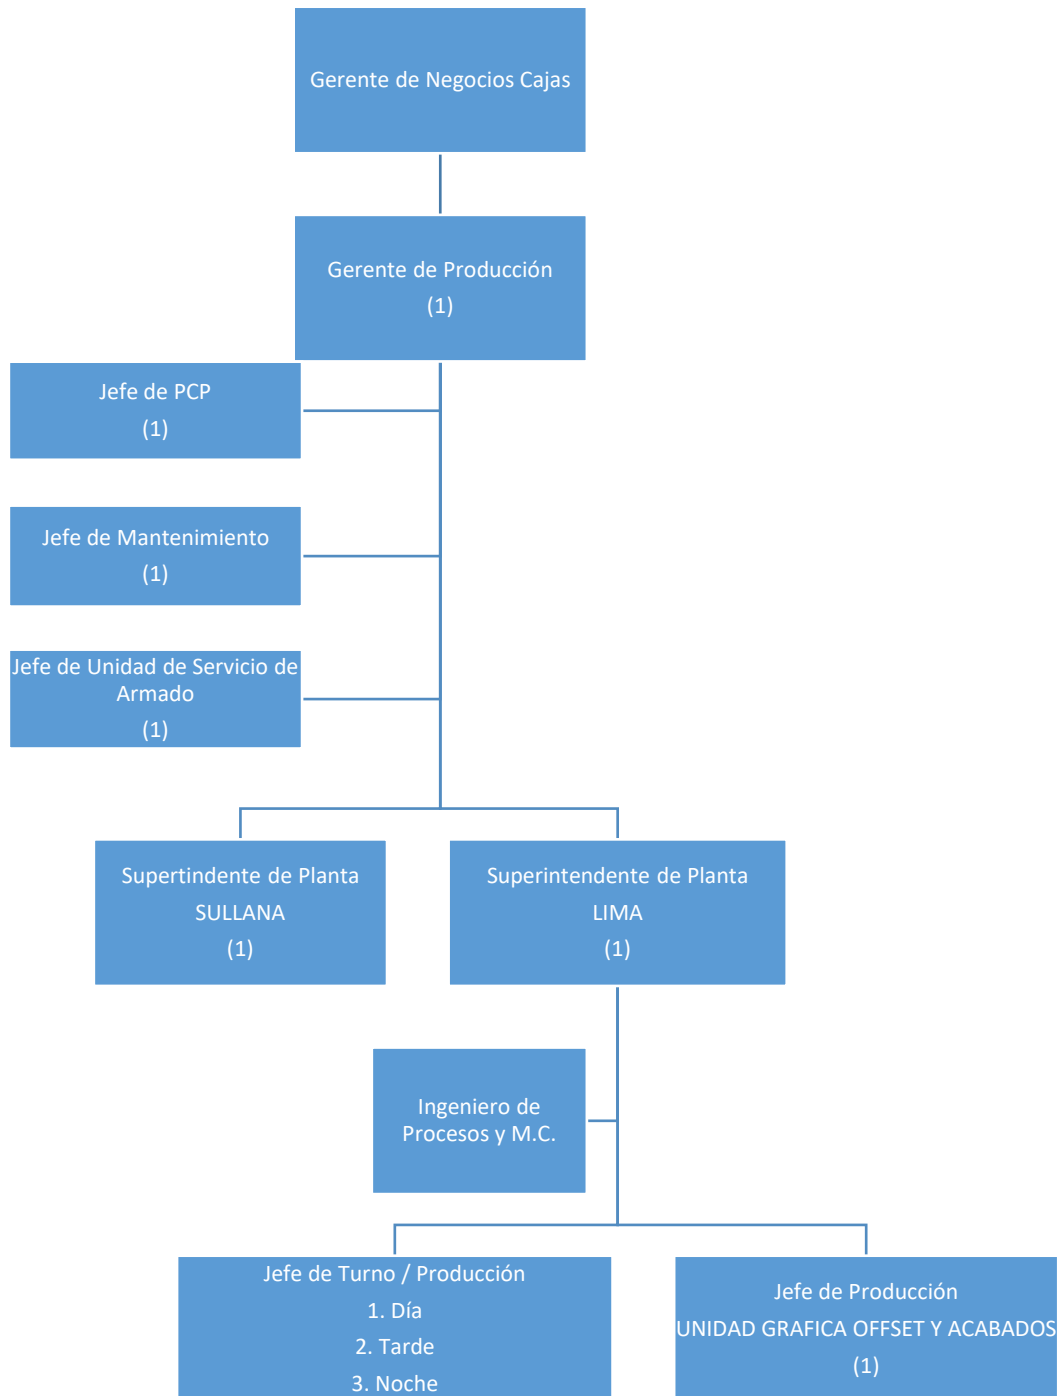 Gerente de Negocios Cajas
Gerente de Producción
(1)
Jefe de PCP
(1)
Jefe de Mantenimiento
(1)
Jefe de Unidad de Servicio de
Armado
(1)
Supertindente de Planta
SULLANA
(1)
Superintendente de Planta
LIMA
(1)
Ingeniero de
Procesos y M.C.
Jefe de Turno / Producción
1. Día
2. Tarde
3. Noche
Jefe de Producción
UNIDAD GRAFICA OFFSET Y ACABADOS
(1)